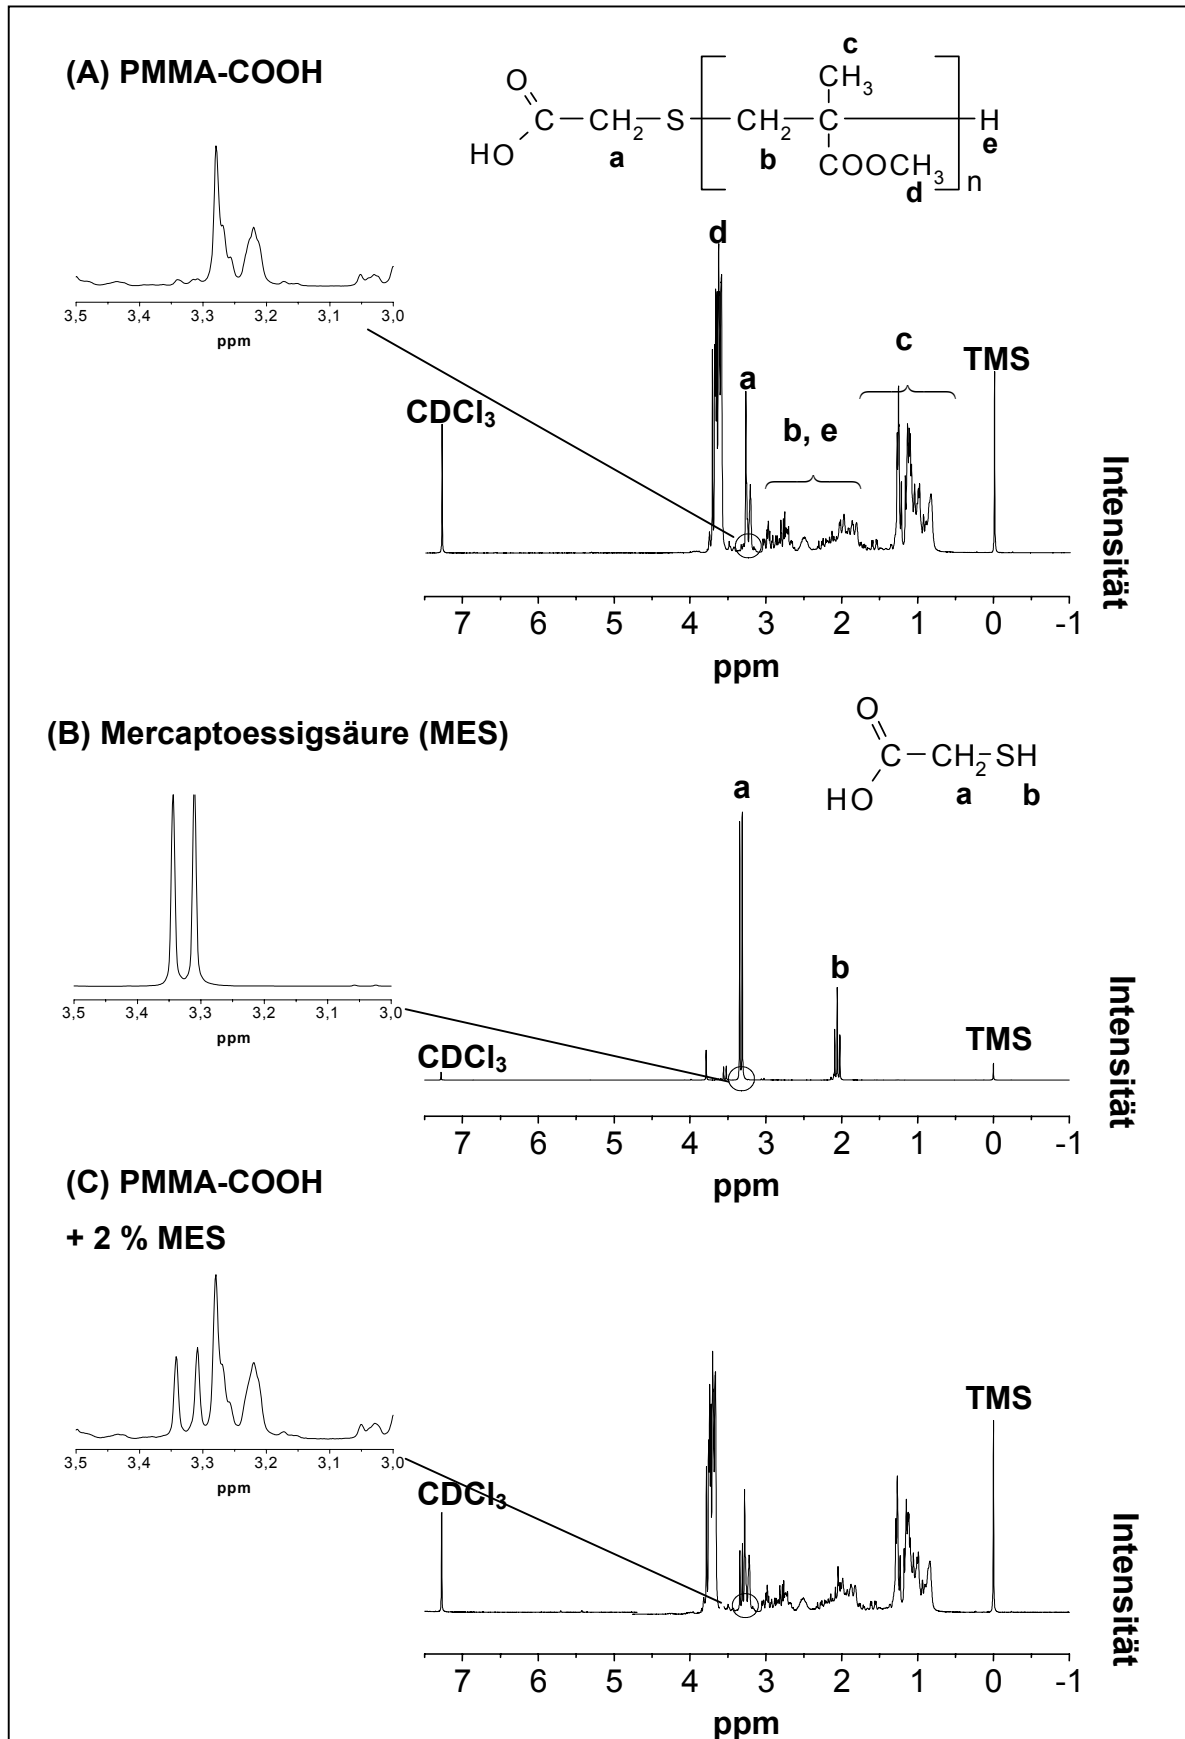 (A) PMMA-COOH
O
C
HO
CH₂
a
S
CH₂
b
c
CH₃
C
COOCH₃
d
n
H
e
3,5 3,4 3,3 3,2 3,1 3,0
ppm
CDCl₃
d
a
b, e
c
TMS
Intensität
7 6 5 4 3 2 1 0 -1
ppm
(B) Mercaptoessigsäure (MES)
O
C
HO
CH₂
a
SH
b
3,5 3,4 3,3 3,2 3,1 3,0
ppm
CDCl₃
a
b
TMS
Intensität
7 6 5 4 3 2 1 0 -1
ppm
(C) PMMA-COOH
+ 2 % MES
3,5 3,4 3,3 3,2 3,1 3,0
ppm
CDCl₃
TMS
Intensität
7 6 5 4 3 2 1 0 -1
ppm